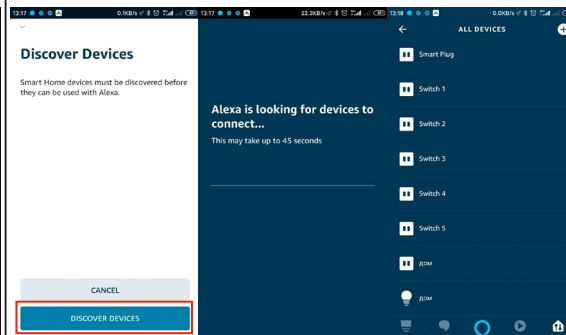 13:17
0.1KB/s
Discover Devices
Smart Home devices must be discovered before
they can be used with Alexa.
CANCEL
DISCOVER DEVICES
13:17
22.3KB/s
Alexa is looking for devices to
connect...
This may take up to 45 seconds
13:18
0.0KB/s
ALL DEVICES
Smart Plug
Switch 1
Switch 2
Switch 3
Switch 4
Switch 5
дом
дом